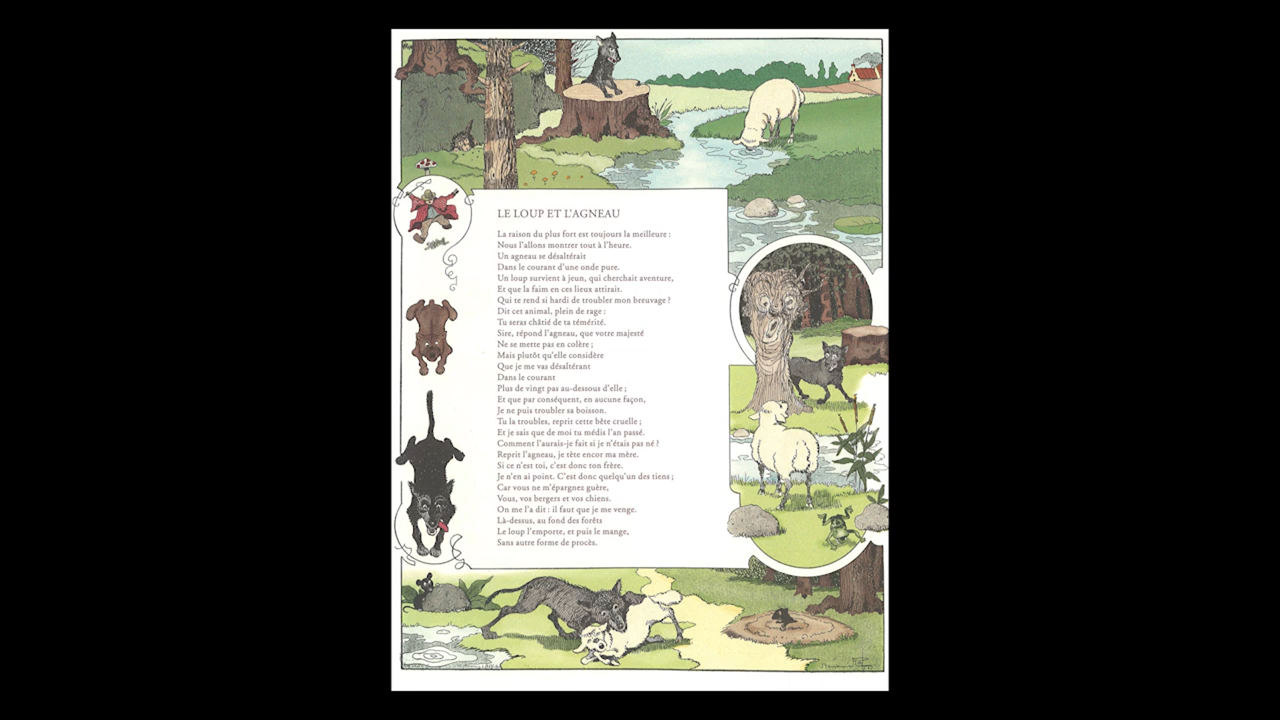 LE LOUP ET L'AGNEAU
La raison du plus fort est toujours la meilleure :
Nous l'allons montrer tout à l'heure.
Un agneau se désaltérait
Dans le courant d'une onde pure.
Un loup survient à jeun, qui cherchait aventure,
Et que la faim en ces lieux attirait.
Qui te rend si hardi de troubler mon breuvage ?
Dit cet animal, plein de rage :
Tu seras châtié de ta témérité.
Sire, répond l'agneau, que votre majesté
Ne se mette pas en colère ;
Mais plutôt qu'elle considère
Que je me vas désaltérant
Dans le courant
Plus de vingt pas au-dessous d'elle ;
Et que par conséquent, en aucune façon,
Je ne puis troubler sa boisson.
Tu la troubles, reprit cette bête cruelle ;
Et je sais que de moi tu médis l'an passé.
Comment l'aurais-je fait si je n'étais pas né ?
Reprit l'agneau, je tète encor ma mère.
Si ce n'est toi, c'est donc ton frère.
Je n'en ai point. C'est donc quelqu'un des tiens ;
Car vous ne m'épargnez guère,
Vous, vos bergers et vos chiens.
On me l'a dit : il faut que je me venge.
Là-dessus, au fond des forêts
Le loup l'emporte, et puis le mange,
Sans autre forme de procès.